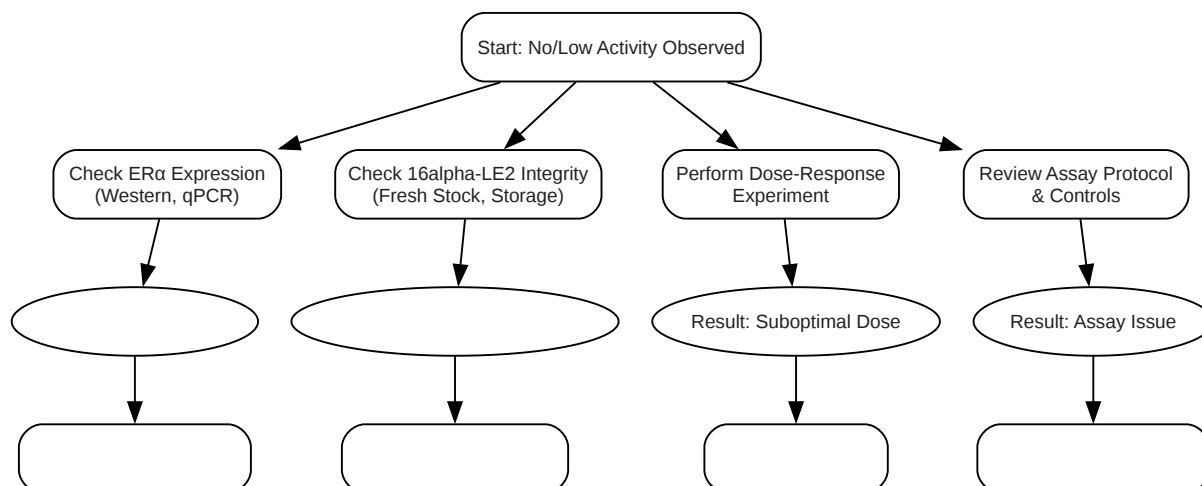 Start: No/Low Activity Observed
Check ERα Expression
(Western, qPCR)
Check 16alpha-LE2 Integrity
(Fresh Stock, Storage)
Perform Dose-Response
Experiment
Review Assay Protocol
& Controls
Result: Suboptimal Dose
Result: Assay Issue